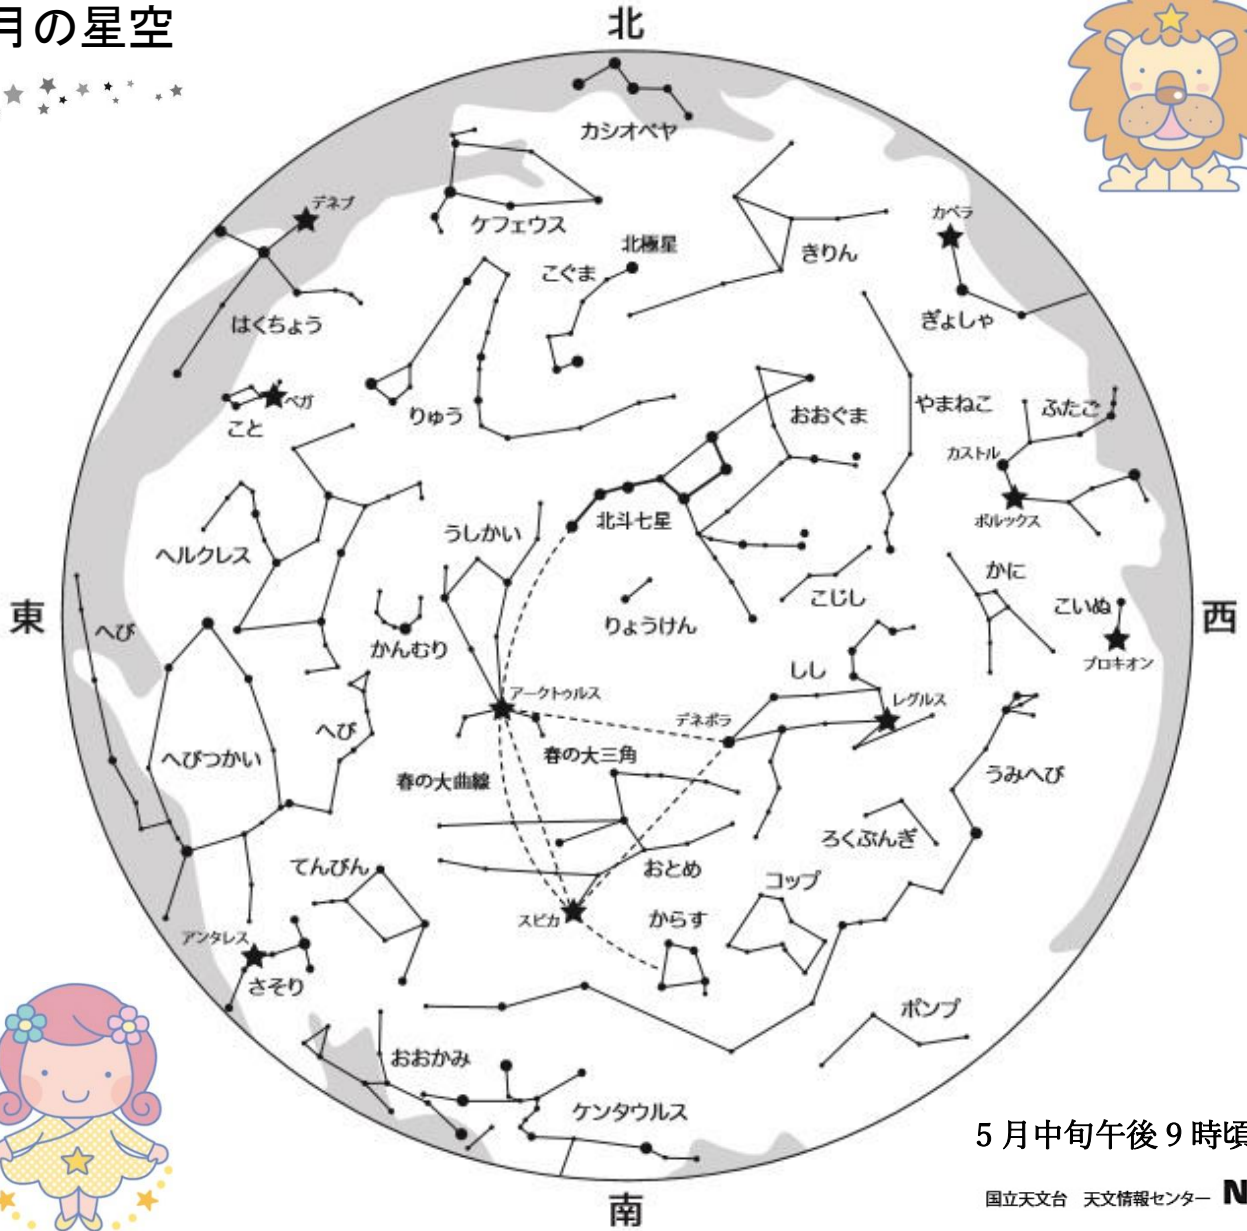 月の星空
北
カシオペヤ
デネブ
ケフェウス
北極星
こぐま
きりん
カペラ
ぎょしゃ
はくちょう
ベガ
こと
りゅう
おおぐま
やまねこ
ふたご
カストル
ポルックス
北斗七星
うしかい
ヘルクレス
かに
こじし
こいぬ
プロキオン
東
西
へび
かんむり
りょうけん
しし
レグルス
アークトゥルス
デネボラ
へび
へびつかい
春の大三角
春の大曲線
うみへび
ろくぶんぎ
てんびん
おとめ
コップ
スピカ
からす
アンタレス
さそり
ポンプ
おおかみ
ケンタウルス
南
5月中旬午後9時頃
国立天文台 天文情報センター N